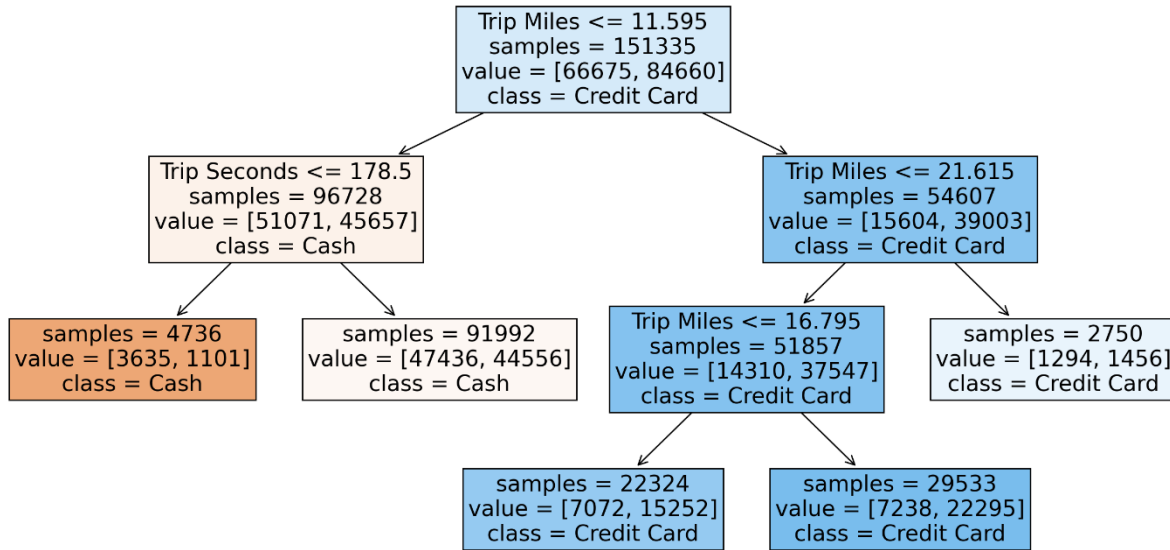 Trip Miles <= 11.595
samples = 151335
value = [66675, 84660]
class = Credit Card
Trip Seconds <= 178.5
samples = 96728
value = [51071, 45657]
class = Cash
Trip Miles <= 21.615
samples = 54607
value = [15604, 39003]
class = Credit Card
samples = 4736
value = [3635, 1101]
class = Cash
samples = 91992
value = [47436, 44556]
class = Cash
Trip Miles <= 16.795
samples = 51857
value = [14310, 37547]
class = Credit Card
samples = 2750
value = [1294, 1456]
class = Credit Card
samples = 22324
value = [7072, 15252]
class = Credit Card
samples = 29533
value = [7238, 22295]
class = Credit Card